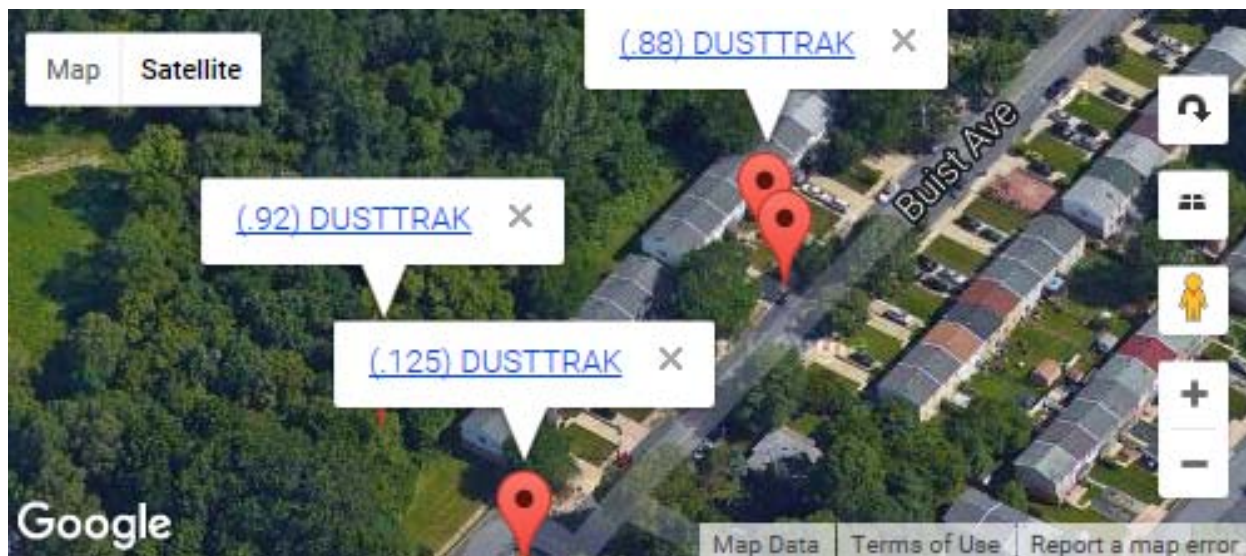 (.88) DUSTTRAK ×
Map Satellite
Buist Ave
(.92) DUSTTRAK ×
(.125) DUSTTRAK ×
+
−
Google
Map Data Terms of Use Report a map error